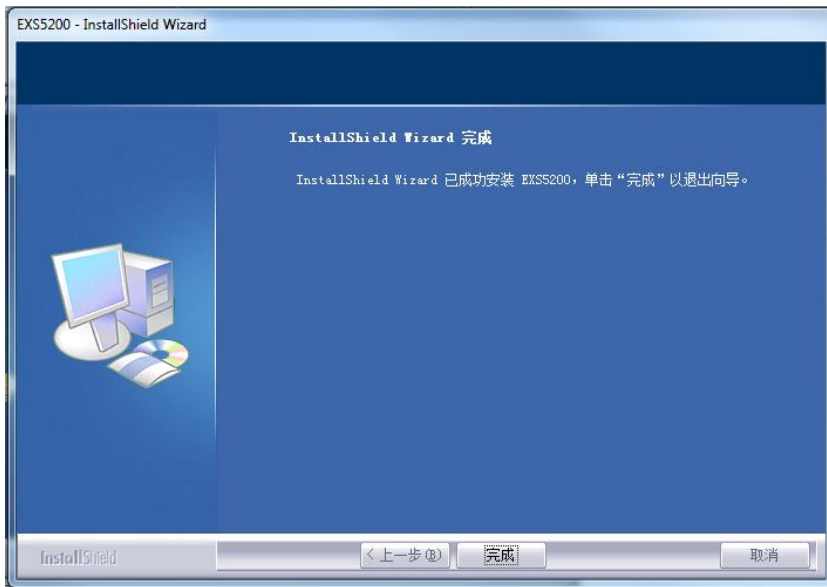 EXS5200 - InstallShield Wizard
InstallShield Wizard 完成
InstallShield Wizard 已成功安装 EXS5200，单击“完成”以退出向导。
InstallShield
< 上一步(B)
完成
取消